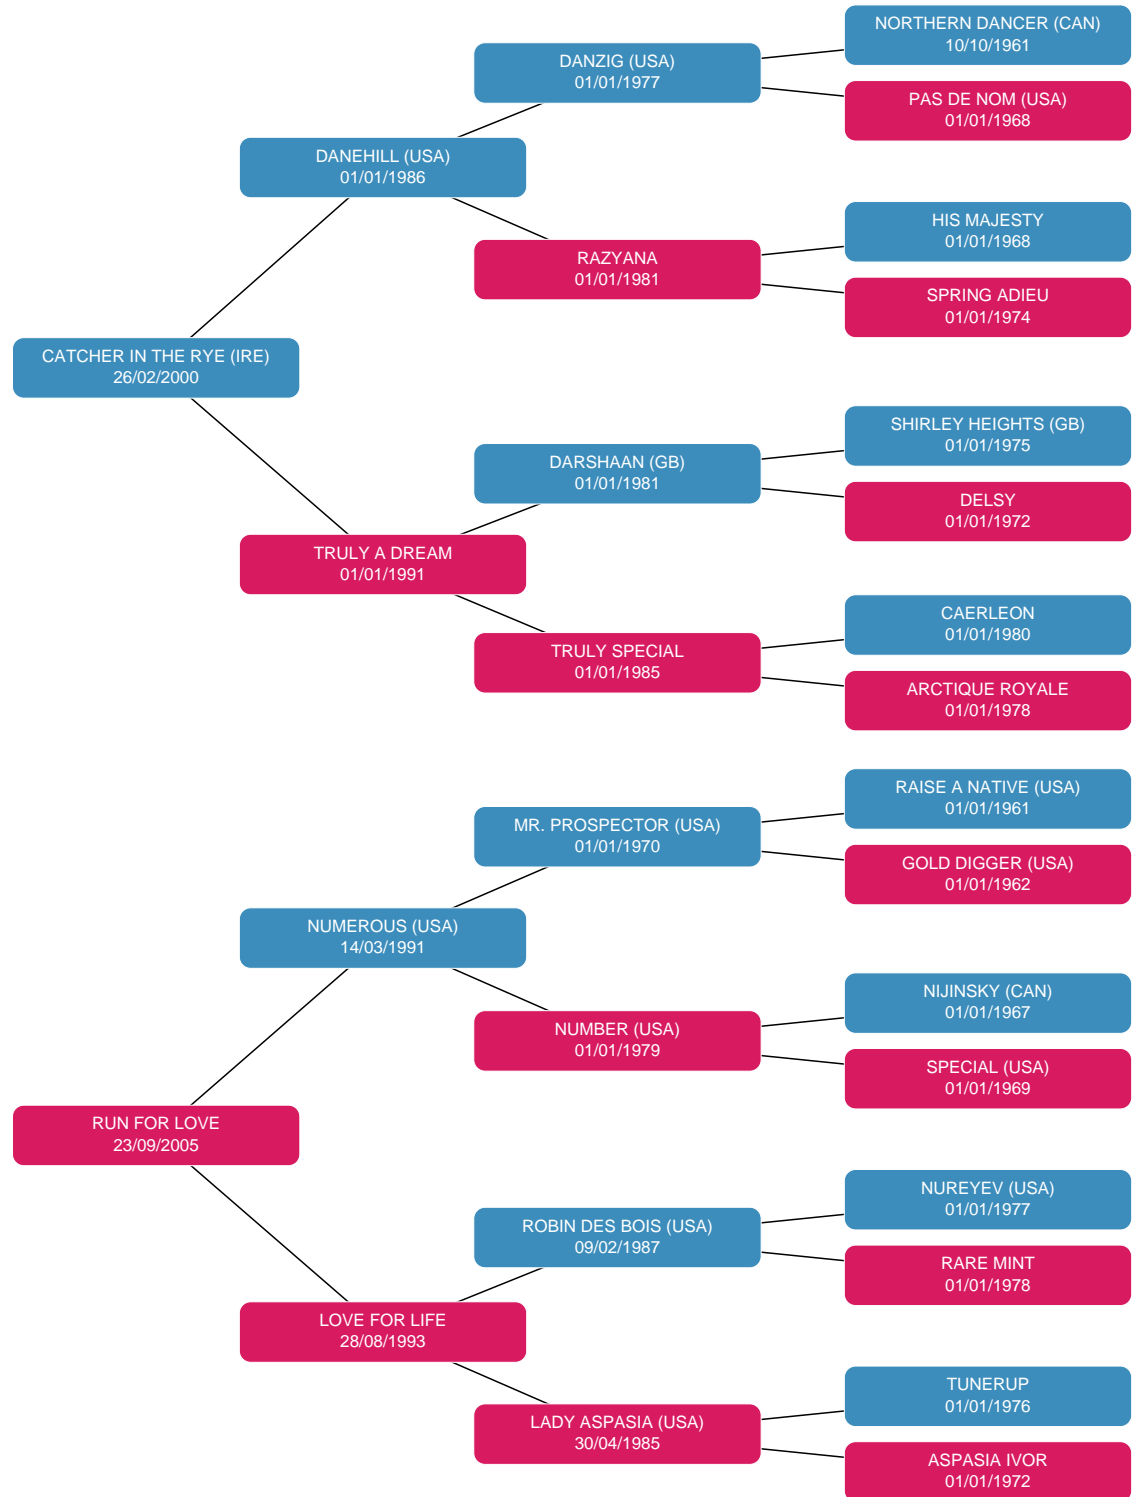 NORTHERN DANCER (CAN)
10/10/1961
DANZIG (USA)
01/01/1977
PAS DE NOM (USA)
01/01/1968
DANEHILL (USA)
01/01/1986
HIS MAJESTY
01/01/1968
RAZYANA
01/01/1981
SPRING ADIEU
01/01/1974
CATCHER IN THE RYE (IRE)
26/02/2000
SHIRLEY HEIGHTS (GB)
01/01/1975
DARSHAAN (GB)
01/01/1981
DELSY
01/01/1972
TRULY A DREAM
01/01/1991
CAERLEON
01/01/1980
TRULY SPECIAL
01/01/1985
ARCTIQUE ROYALE
01/01/1978
RAISE A NATIVE (USA)
01/01/1961
MR. PROSPECTOR (USA)
01/01/1970
GOLD DIGGER (USA)
01/01/1962
NUMEROUS (USA)
14/03/1991
NIJINSKY (CAN)
01/01/1967
NUMBER (USA)
01/01/1979
SPECIAL (USA)
01/01/1969
RUN FOR LOVE
23/09/2005
NUREYEV (USA)
01/01/1977
ROBIN DES BOIS (USA)
09/02/1987
RARE MINT
01/01/1978
LOVE FOR LIFE
28/08/1993
TUNERUP
01/01/1976
LADY ASPASIA (USA)
30/04/1985
ASPASIA IVOR
01/01/1972